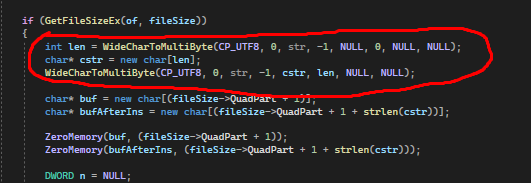 if (GetFileSizeEx(of, fileSize))
{
int len = WideCharToMultiByte(CP_UTF8, 0, str, -1, NULL, 0, NULL, NULL);
char* cstr = new char[len];
WideCharToMultiByte(CP_UTF8, 0, str, -1, cstr, len, NULL, NULL);
char* buf = new char[(fileSize->QuadPart + 1)];
char* bufAfterIns = new char[(fileSize->QuadPart + 1 + strlen(cstr))];
ZeroMemory(buf, (fileSize->QuadPart + 1));
ZeroMemory(bufAfterIns, (fileSize->QuadPart + 1 + strlen(cstr)));
DWORD n = NULL;